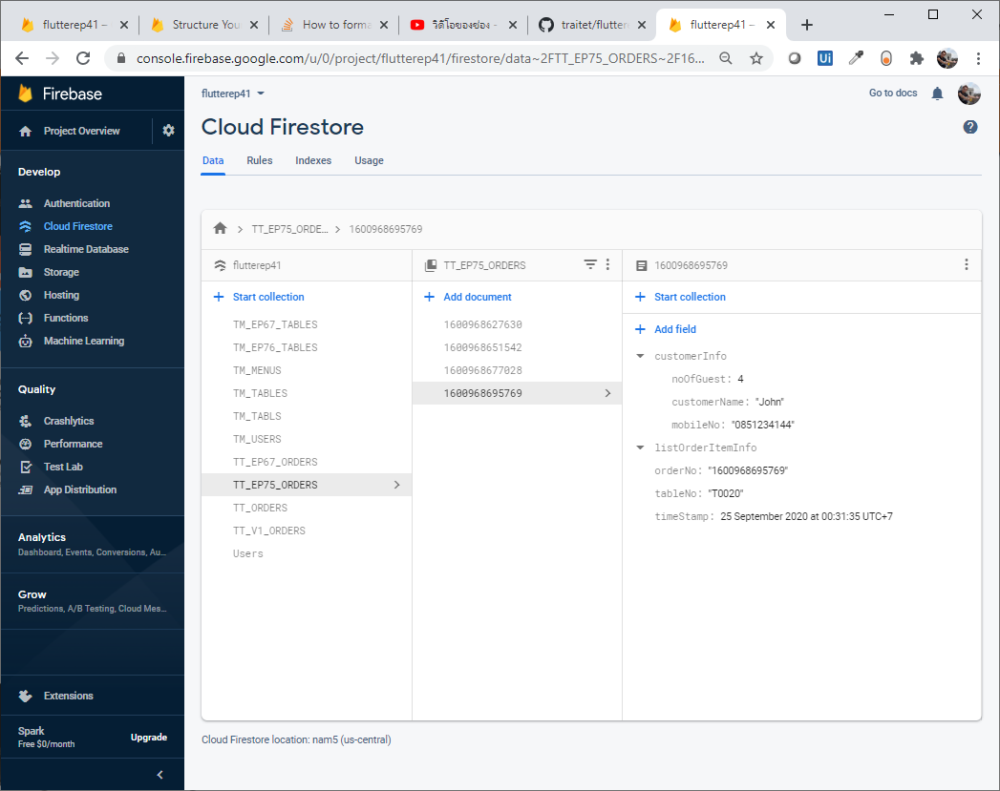 flutterep41 –
Structure You
How to forma
วิดีโอของช่อง -
traitet/flutter
flutterep41 –
console.firebase.google.com/u/0/project/flutterep41/firestore/data~2FTT_EP75_ORDERS~2F16...
Ui
Firebase
Project Overview
Develop
Authentication
Cloud Firestore
Realtime Database
Storage
Hosting
Functions
Machine Learning
Quality
Crashlytics
Performance
Test Lab
App Distribution
Analytics
Dashboard, Events, Conversions, Au...
Grow
Predictions, A/B Testing, Cloud Mes...
Extensions
Spark
Free $0/month
Upgrade
flutterep41
Go to docs
Cloud Firestore
Data
Rules
Indexes
Usage
TT_EP75_ORDE...
1600968695769
flutterep41
Start collection
TM_EP67_TABLES
TM_EP76_TABLES
TM_MENUS
TM_TABLES
TM_TABLS
TM_USERS
TT_EP67_ORDERS
TT_EP75_ORDERS
TT_ORDERS
TT_V1_ORDERS
Users
TT_EP75_ORDERS
Add document
1600968627630
1600968651542
1600968677028
1600968695769
1600968695769
Start collection
Add field
customerInfo
noOfGuest: 4
customerName: "John"
mobileNo: "0851234144"
listOrderItemInfo
orderNo: "1600968695769"
tableNo: "T0020"
timeStamp: 25 September 2020 at 00:31:35 UTC+7
Cloud Firestore location: nam5 (us-central)